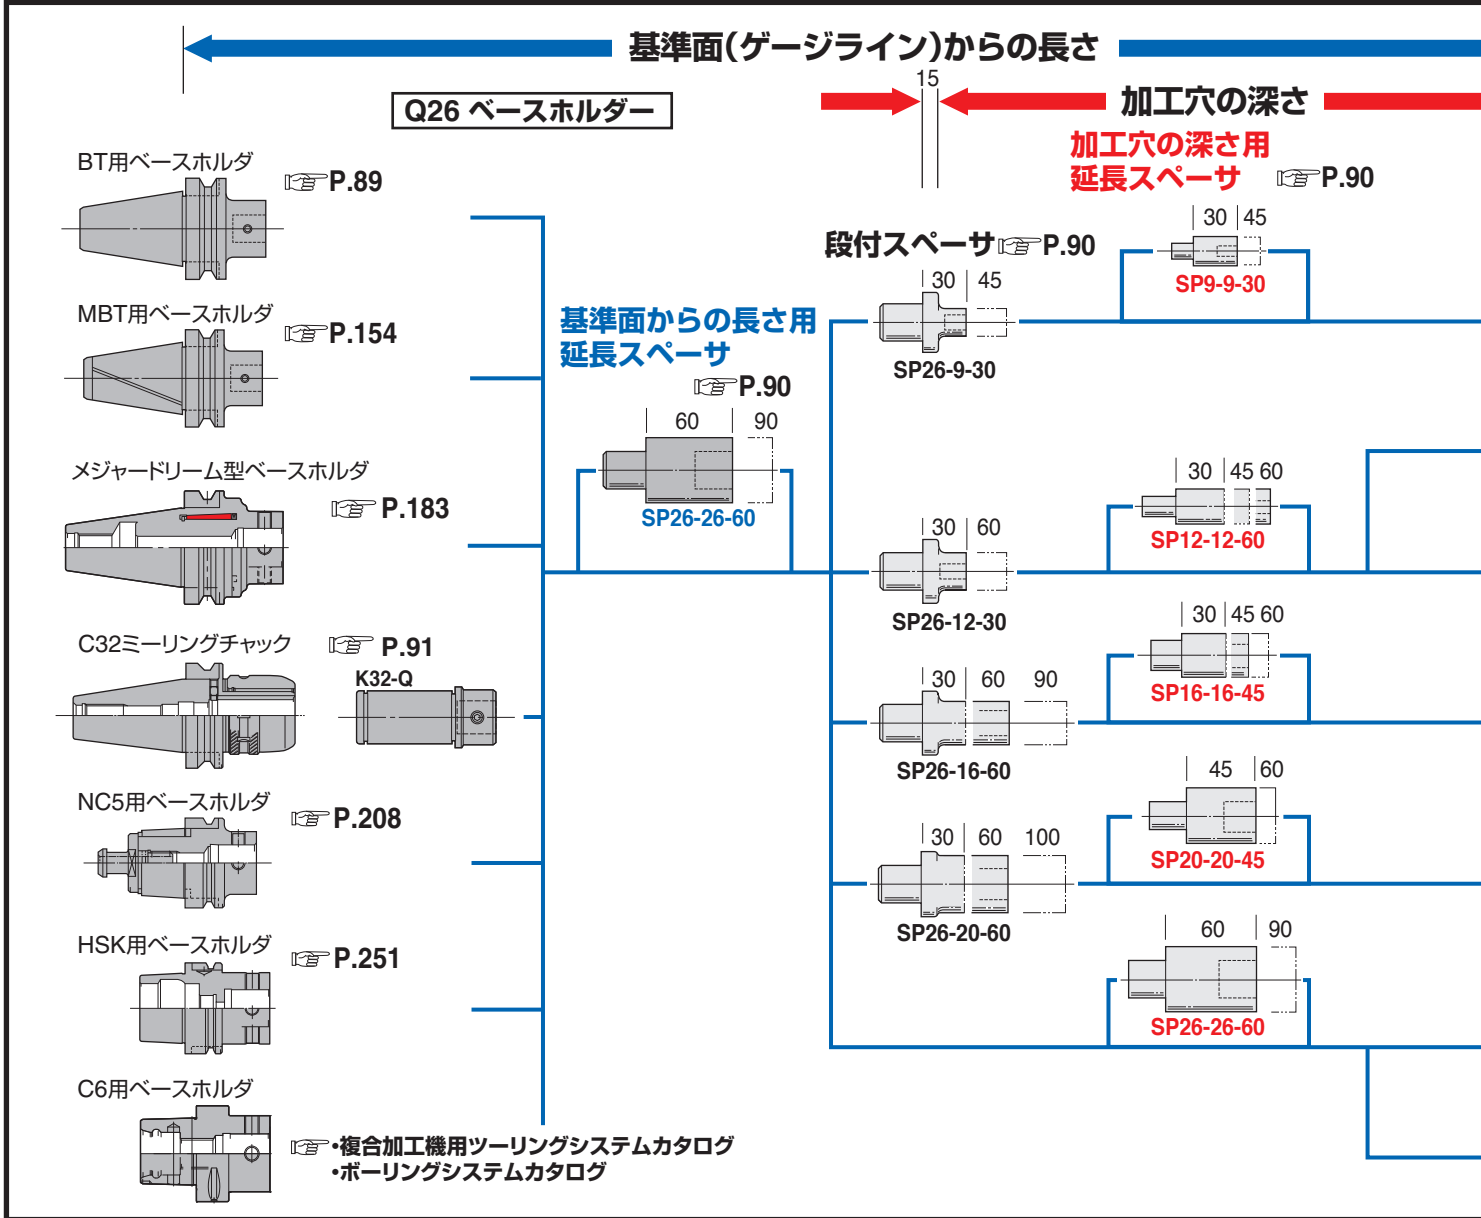 基準面(ゲージライン)からの長さ
15
加工穴の深さ
Q26 ベースホルダー
加工穴の深さ用
延長スペーサ P.90
BT用ベースホルダ
P.89
30 45
SP9-9-30
段付スペーサ P.90
30 45
SP26-9-30
MBT用ベースホルダ
P.154
基準面からの長さ用
延長スペーサ
P.90
60 90
SP26-26-60
メジャードリーム型ベースホルダ
P.183
30 60
SP26-12-30
30 45 60
SP12-12-60
C32ミーリングチャック
P.91
K32-Q
30 60 90
SP26-16-60
30 45 60
SP16-16-45
NC5用ベースホルダ
P.208
30 60 100
SP26-20-60
45 60
SP20-20-45
HSK用ベースホルダ
P.251
60 90
SP26-26-60
C6用ベースホルダ
•複合加工機用ツーリングシステムカタログ
•ボーリングシステムカタログ